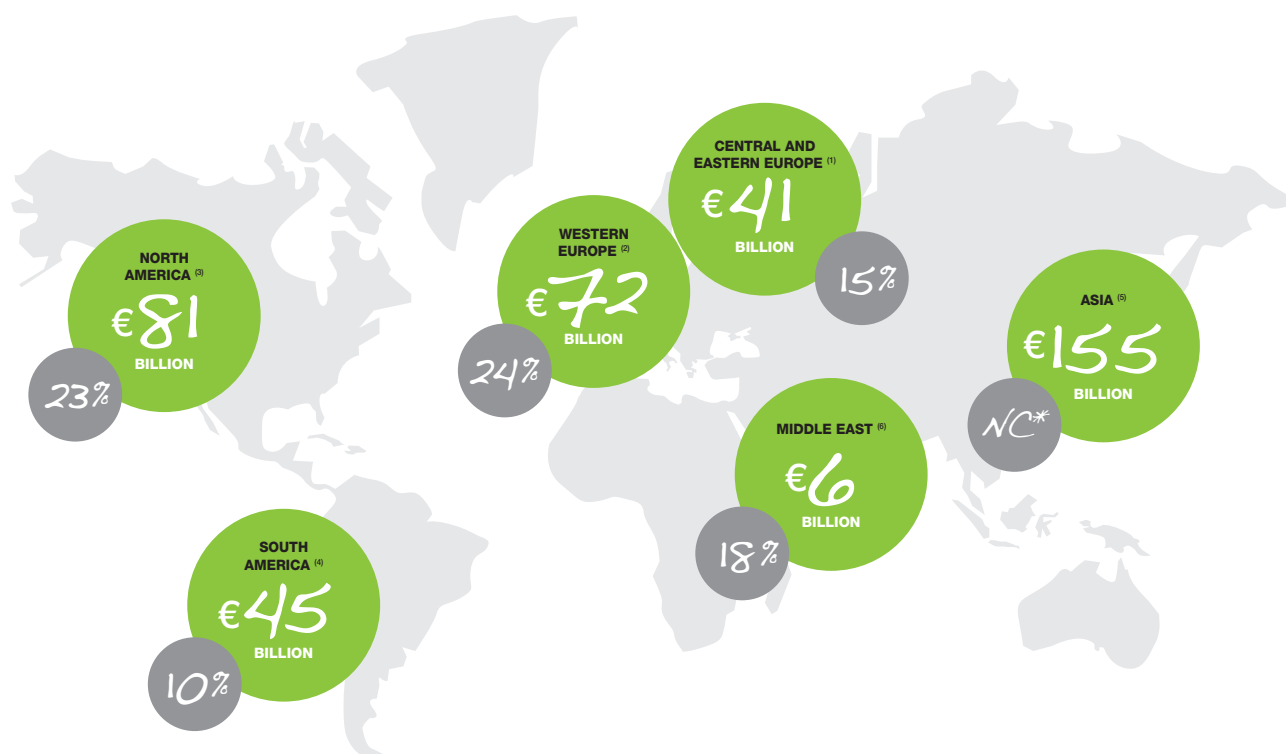 CENTRAL AND
EASTERN EUROPE (1)
€41
BILLION
15%
WESTERN
EUROPE (2)
€72
BILLION
24%
NORTH
AMERICA (3)
€81
BILLION
23%
ASIA (5)
€155
BILLION
NC*
MIDDLE EAST (6)
€6
BILLION
18%
SOUTH
AMERICA (4)
€45
BILLION
10%